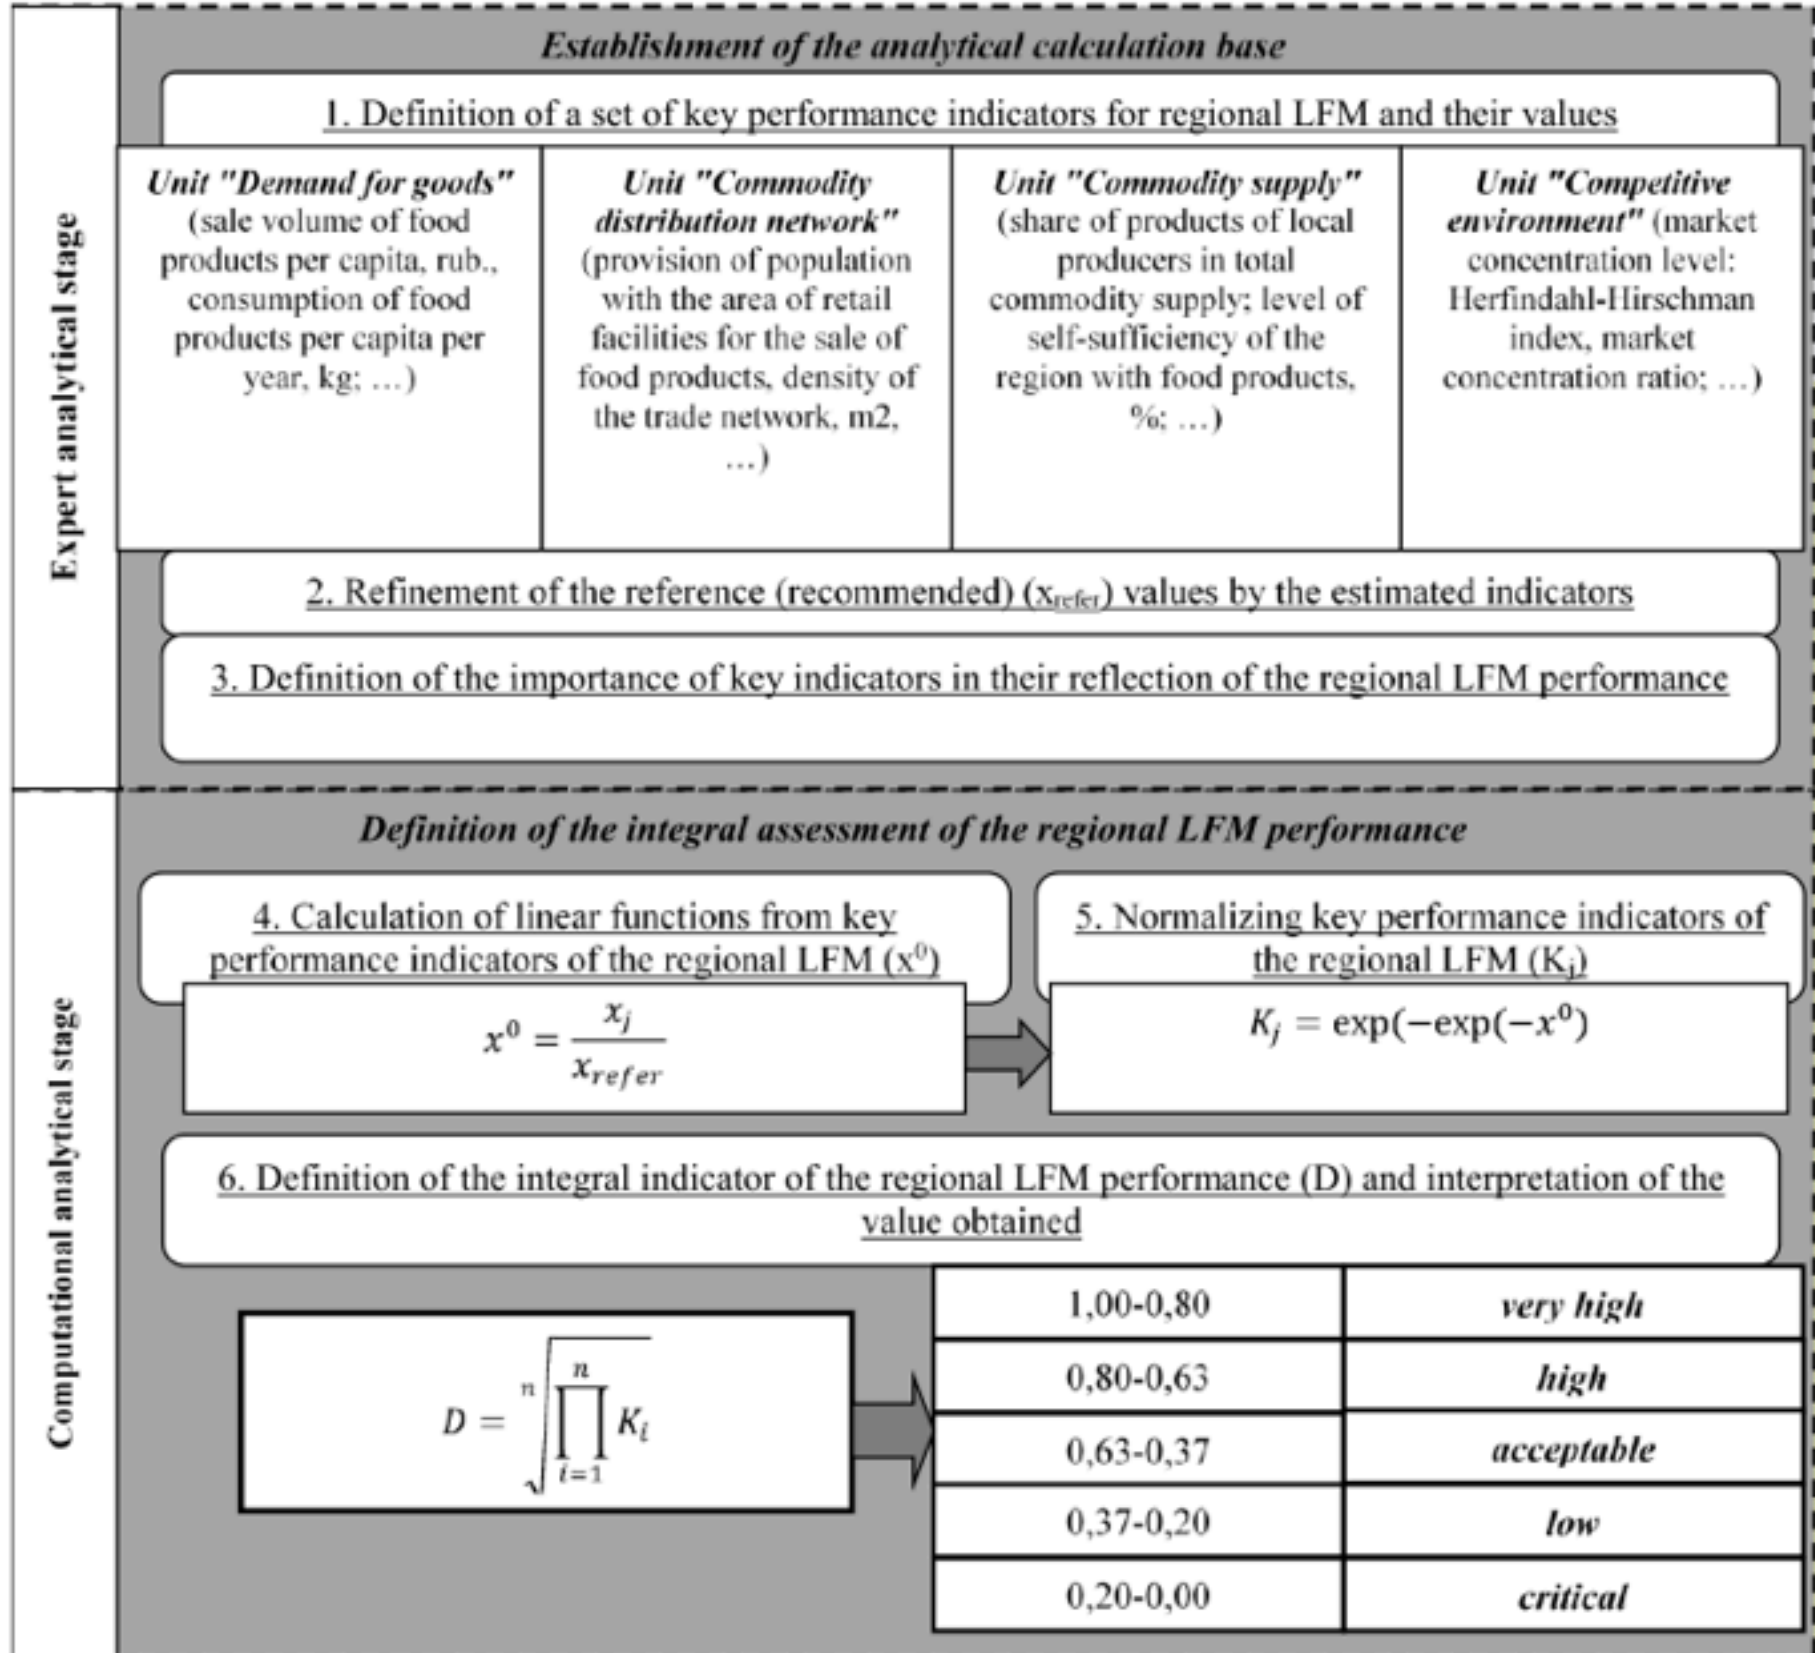 Expert analytical stage
Establishment of the analytical calculation base
1. Definition of a set of key performance indicators for regional LFM and their values
Unit "Demand for goods"
(sale volume of food
products per capita, rub.,
consumption of food
products per capita per
year, kg; …)
Unit "Commodity
distribution network"
(provision of population
with the area of retail
facilities for the sale of
food products, density of
the trade network, m2,
…)
Unit "Commodity supply"
(share of products of local
producers in total
commodity supply; level of
self-sufficiency of the
region with food products,
%; …)
Unit "Competitive
environment" (market
concentration level:
Herfindahl-Hirschman
index, market
concentration ratio; …)
2. Refinement of the reference (recommended) (x_refer) values by the estimated indicators
3. Definition of the importance of key indicators in their reflection of the regional LFM performance
Computational analytical stage
Definition of the integral assessment of the regional LFM performance
4. Calculation of linear functions from key
performance indicators of the regional LFM (x^0)
x^0 = x_j / x_refer
5. Normalizing key performance indicators of
the regional LFM (K_j)
K_j = exp(−exp(−x^0)
6. Definition of the integral indicator of the regional LFM performance (D) and interpretation of the
value obtained
D = ⁿ√∏_{i=1}^{n} K_i
1,00-0,80 very high
0,80-0,63 high
0,63-0,37 acceptable
0,37-0,20 low
0,20-0,00 critical